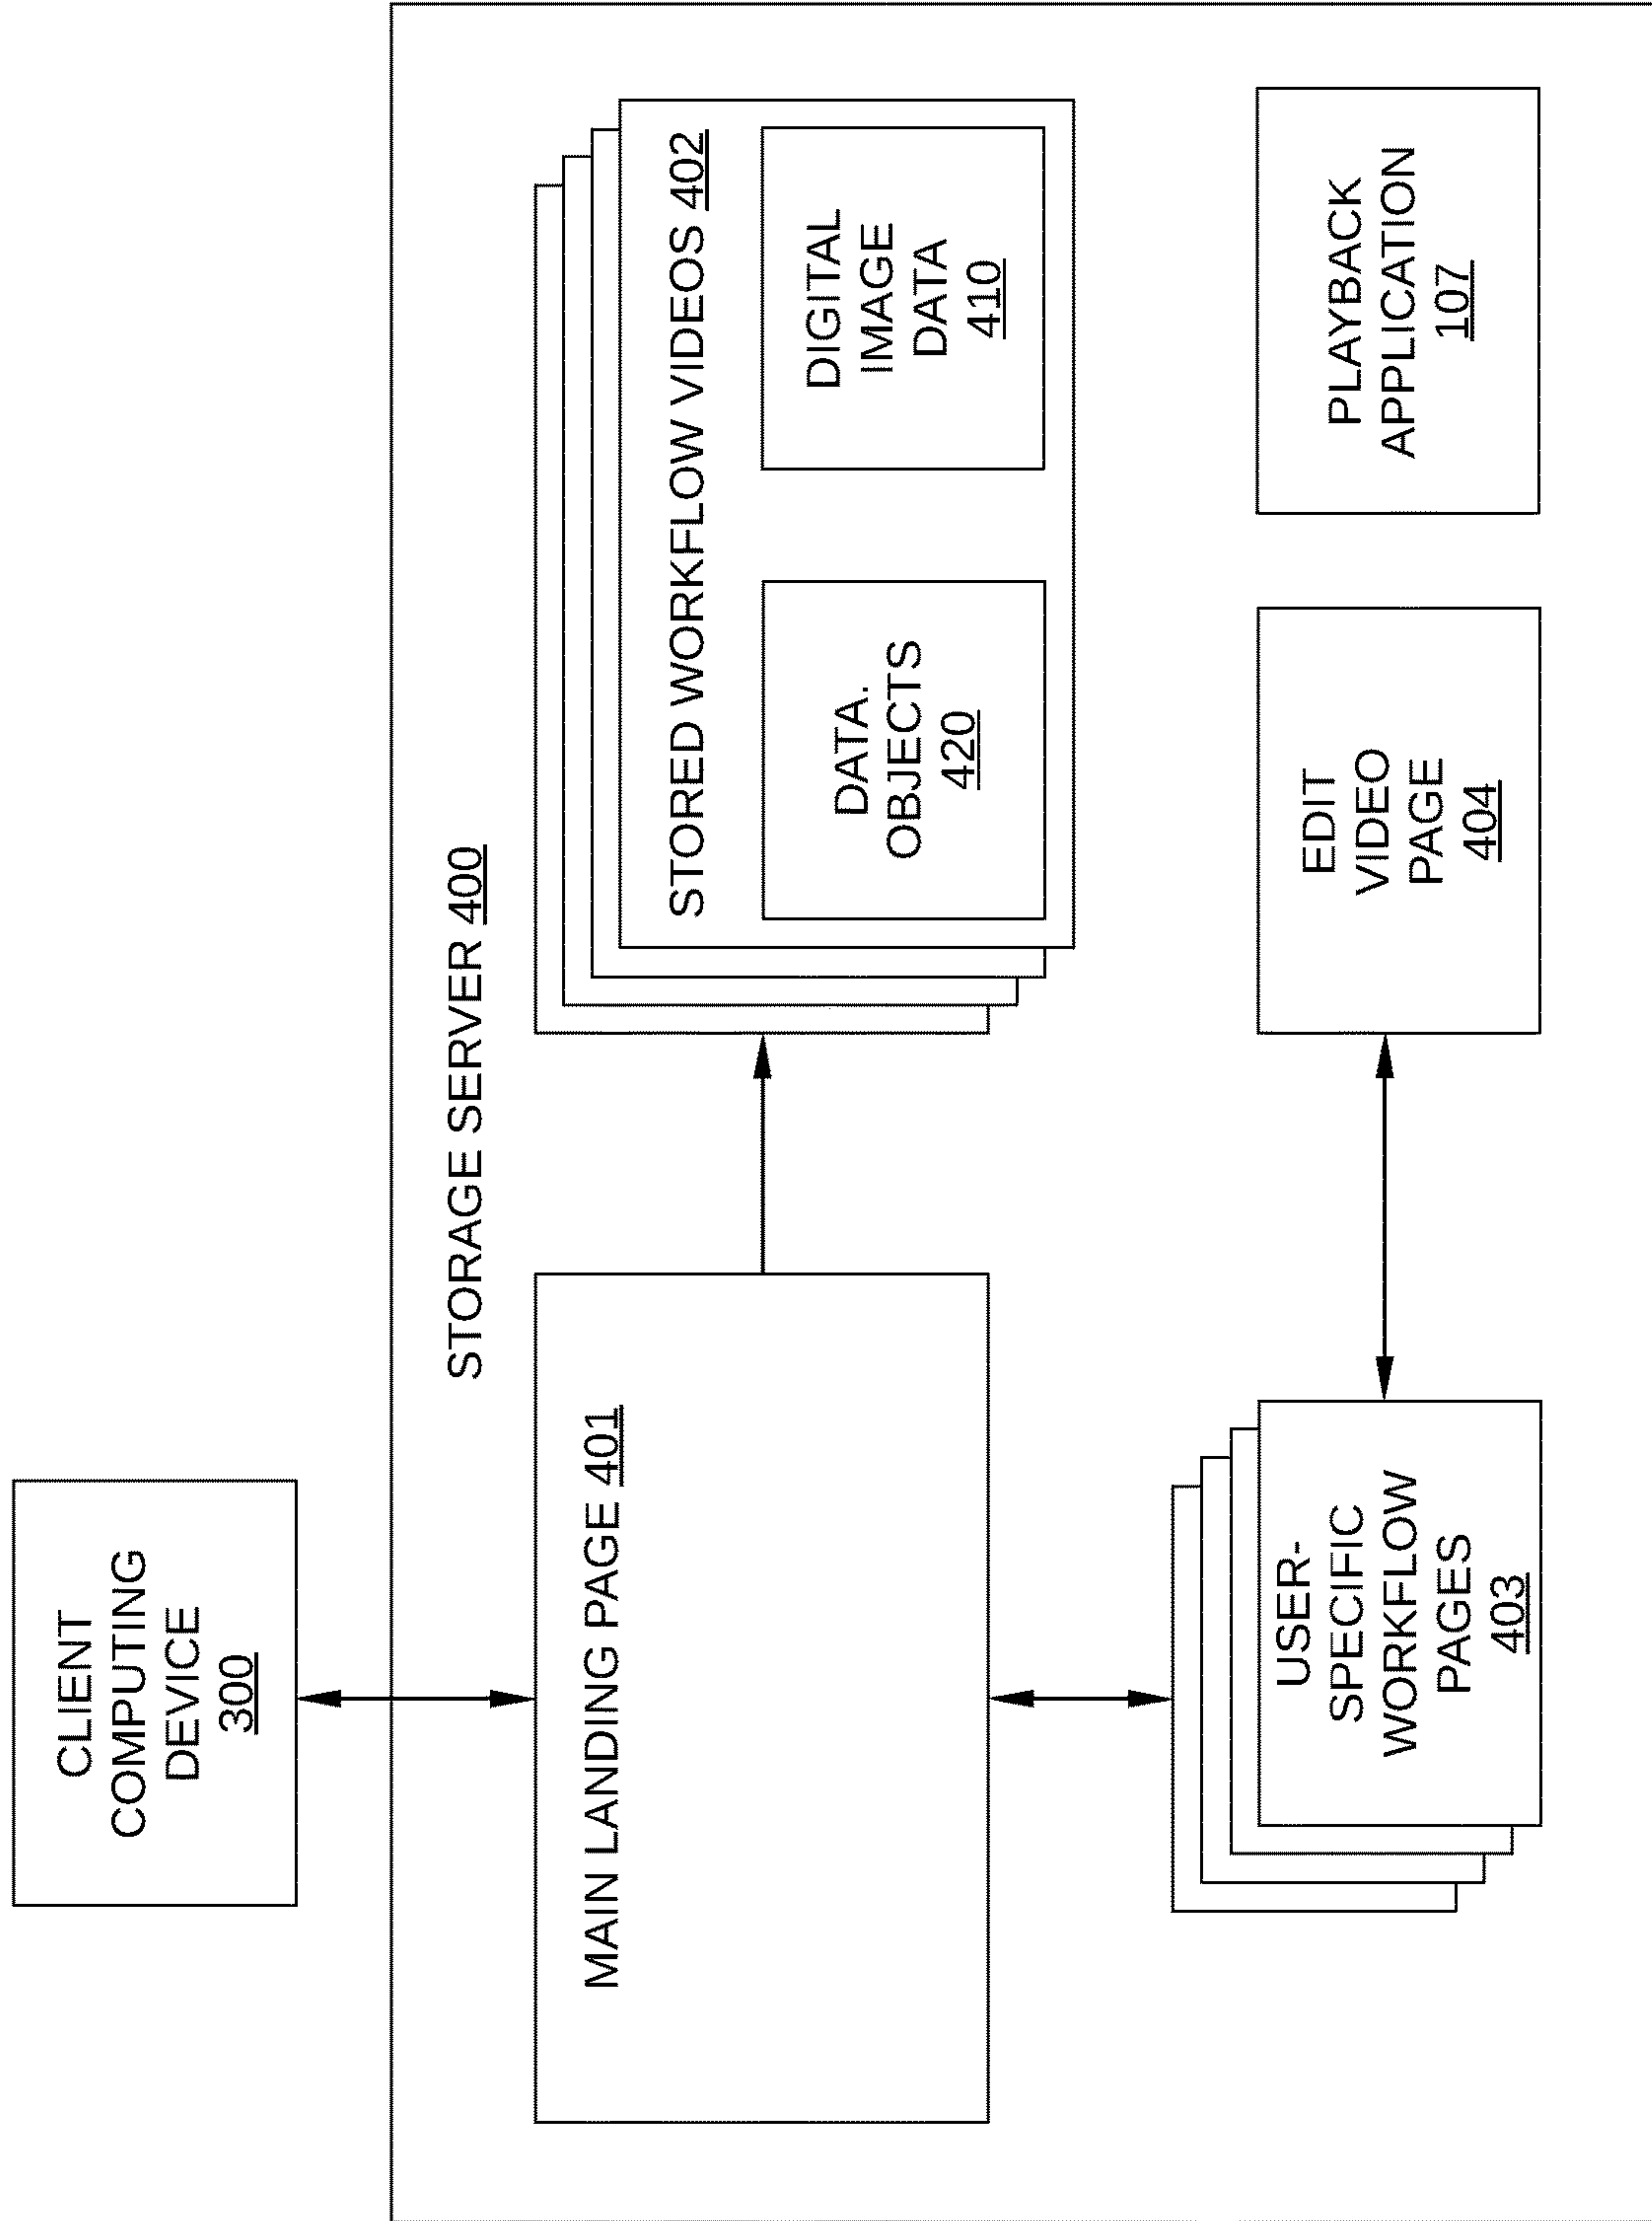 CLIENT
COMPUTING
DEVICE
300
STORAGE SERVER 400
MAIN LANDING PAGE 401
STORED WORKFLOW VIDEOS 402
DATA.
OBJECTS
420
DIGITAL
IMAGE
DATA
410
USER-
SPECIFIC
WORKFLOW
PAGES
403
EDIT
VIDEO
PAGE
404
PLAYBACK
APPLICATION
107